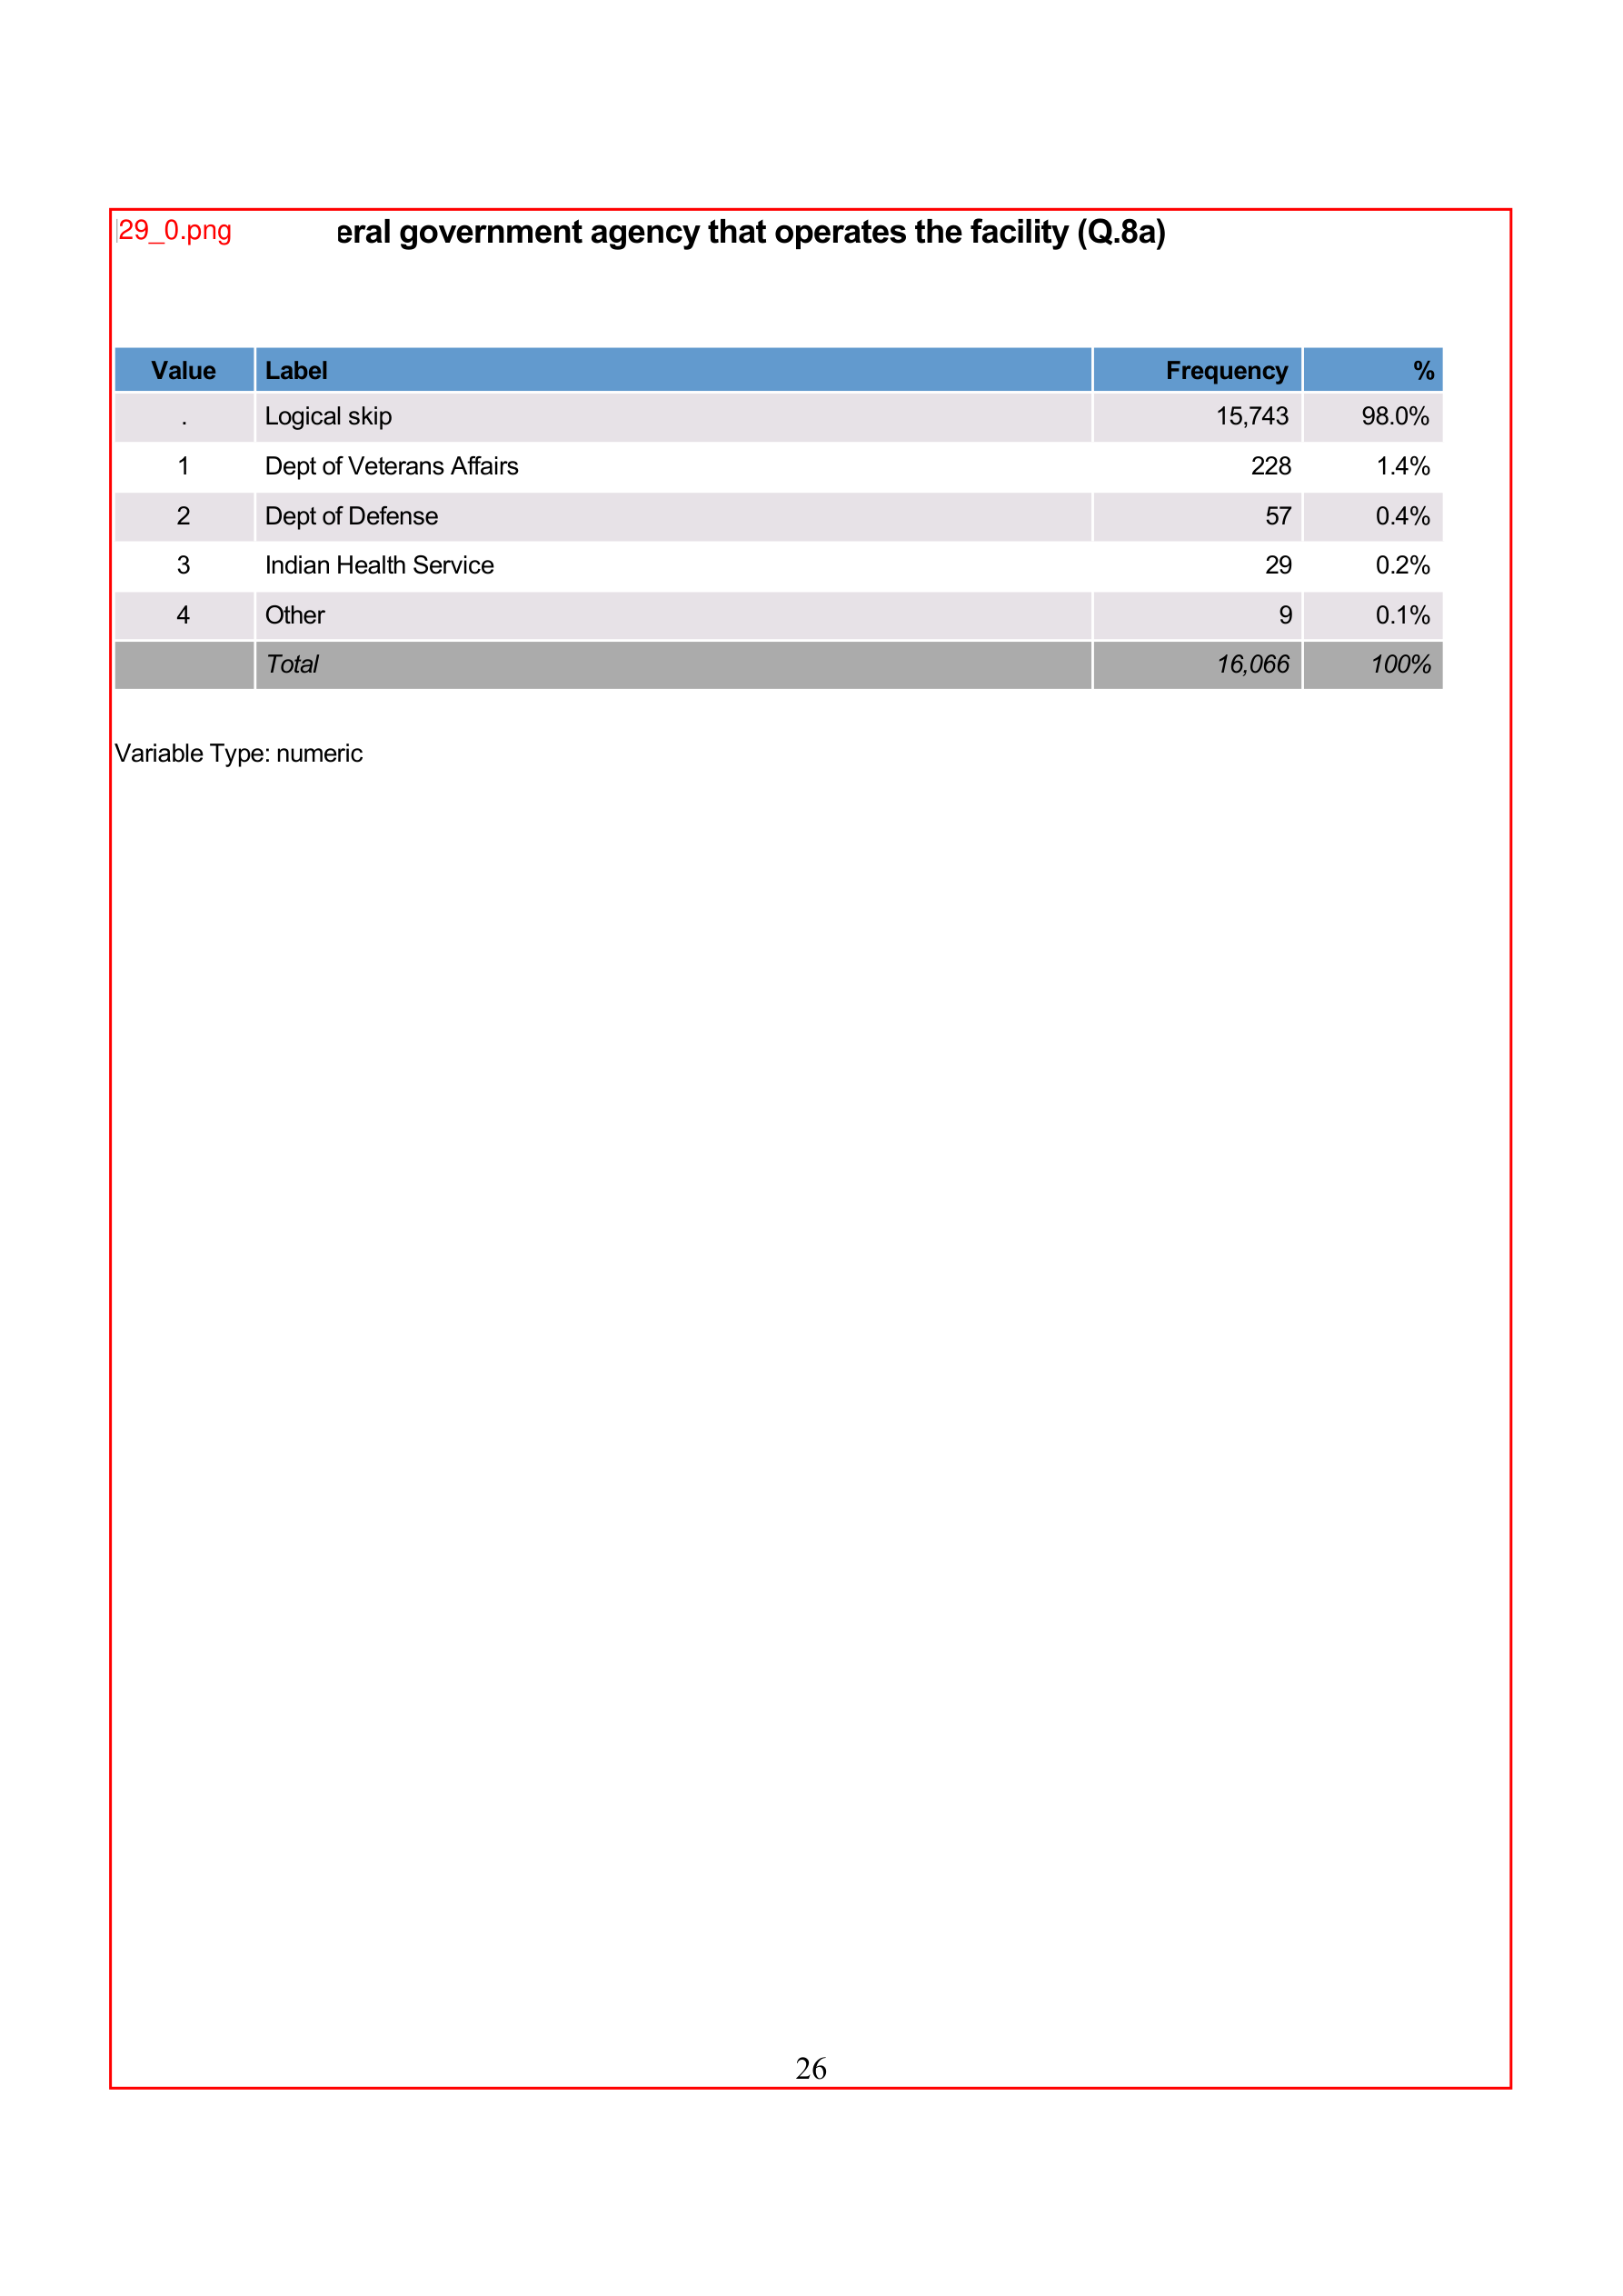 29_0.png eral government agency that operates the facility (Q.8a)
Value Label Frequency %
. Logical skip 15,743 98.0%
1 Dept of Veterans Affairs 228 1.4%
2 Dept of Defense 57 0.4%
3 Indian Health Service 29 0.2%
4 Other 9 0.1%
Total 16,066 100%
Variable Type: numeric
26